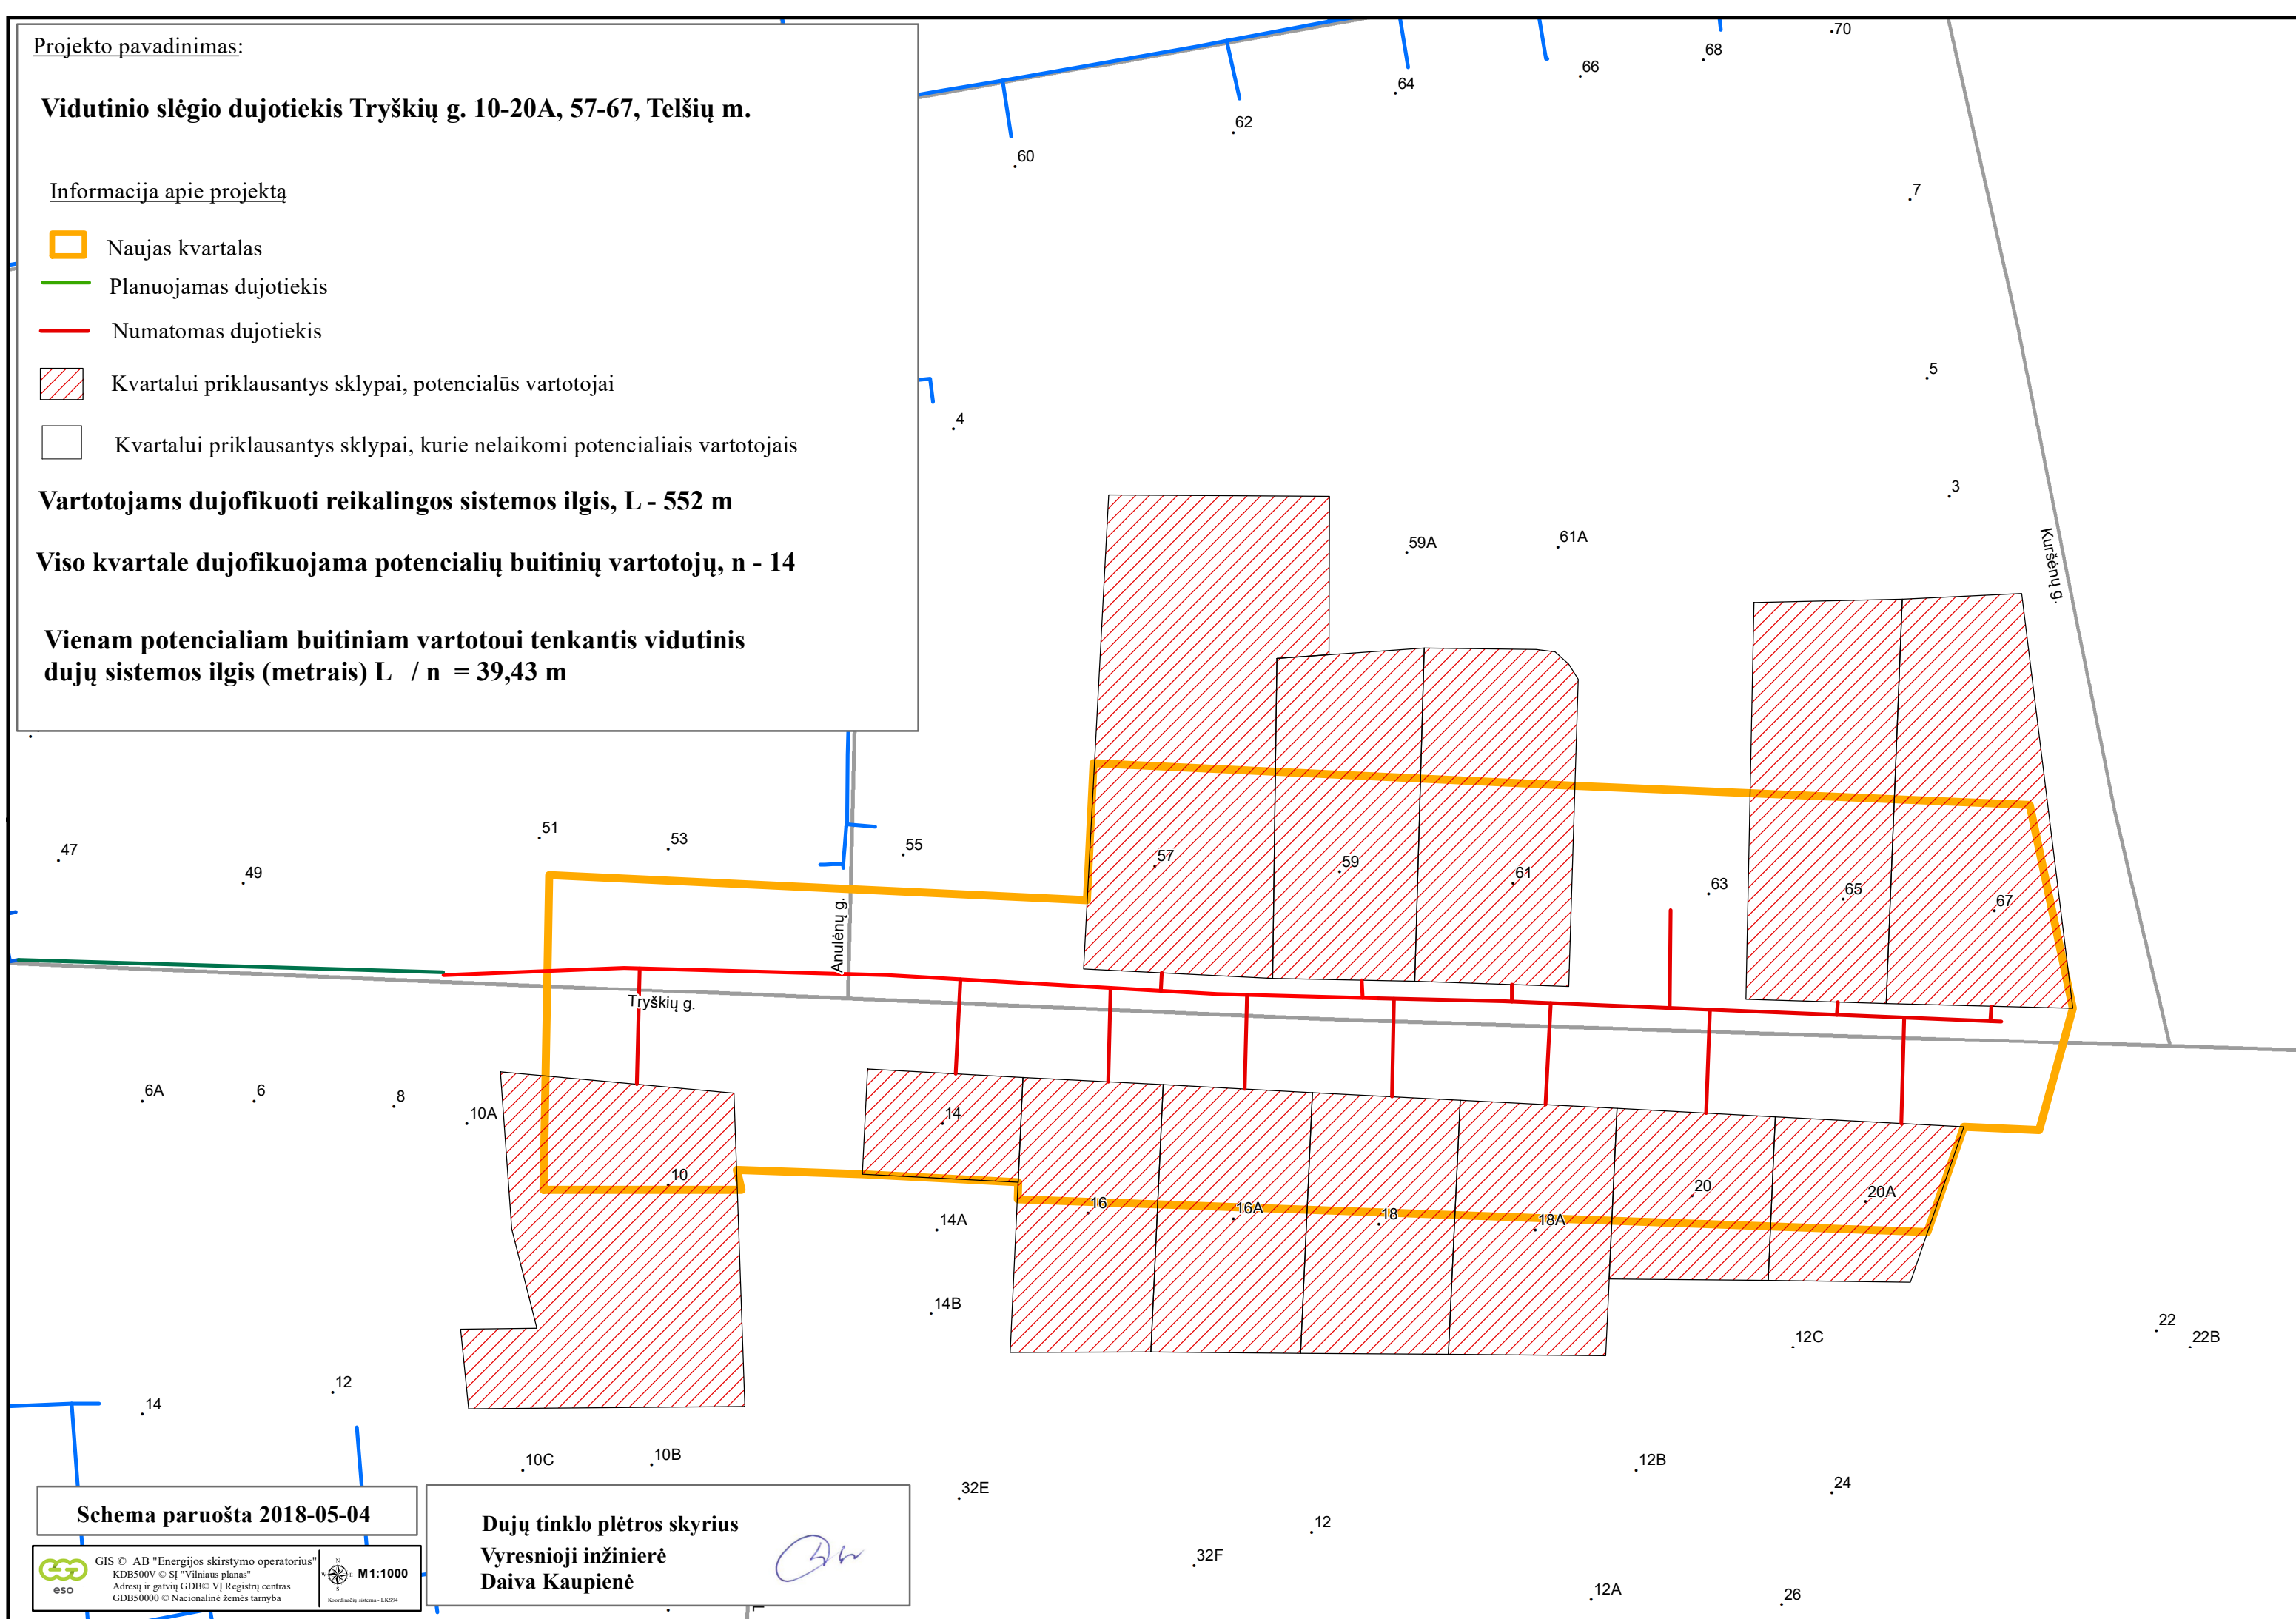 Projekto pavadinimas:
Vidutinio slėgio dujotiekis Tryškių g. 10-20A, 57-67, Telšių m.
Informacija apie projektą
Naujas kvartalas
Planuojamas dujotiekis
Numatomas dujotiekis
Kvartalui priklausantys sklypai, potencialūs vartotojai
Kvartalui priklausantys sklypai, kurie nelaikomi potencialiais vartotojais
Vartotojams dujofikuoti reikalingos sistemos ilgis, L - 552 m
Viso kvartale dujofikuojama potencialių buitinių vartotojų, n - 14
Vienam potencialiam buitiniam vartotoui tenkantis vidutinis
dujų sistemos ilgis (metrais) L / n = 39,43 m
70
68
66
64
62
60
7
5
4
3
59A
61A
Kuršėnų g.
47
49
51
53
55
57
59
61
63
65
67
Anulėnų g.
Tryškių g.
6A
6
8
10A
10
14
14A
14B
16
16A
18
18A
20
20A
12C
22
22B
12
14
10C
10B
32E
12B
24
12
32F
12A
26
Schema paruošta 2018-05-04
Dujų tinklo plėtros skyrius
Vyresnioji inžinierė
Daiva Kaupienė
eso
GIS © AB "Energijos skirstymo operatorius"
KDB500V © SĮ "Vilniaus planas"
Adresų ir gatvių GDB© VĮ Registrų centras
GDB50000 © Nacionalinė žemės tarnyba
N
W
E
S
M1:1000
Koordinačių sistema - LKS94